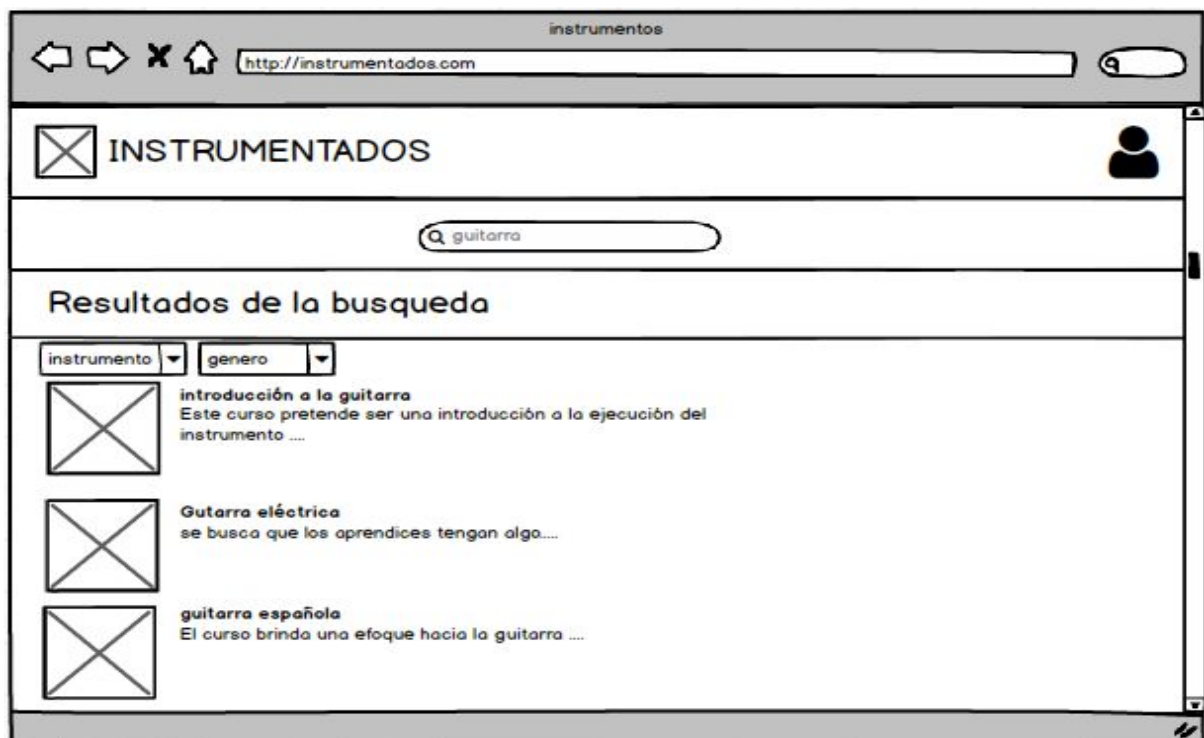 instrumentos
http://instrumentados.com
INSTRUMENTADOS
guitarra
Resultados de la busqueda
instrumento genero
introducción a la guitarra
Este curso pretende ser una introducción a la ejecución del
instrumento ....
Gutarra eléctrica
se busca que los aprendices tengan algo.....
guitarra española
El curso brinda una efoque hacia la guitarra ....